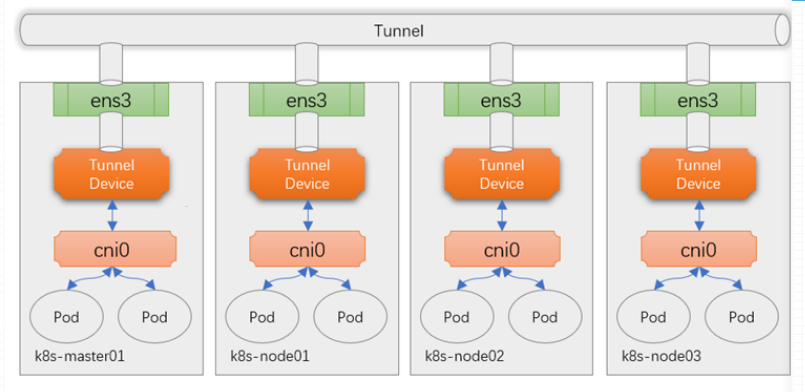 Tunnel
ens3
ens3
ens3
ens3
Tunnel
Device
Tunnel
Device
Tunnel
Device
Tunnel
Device
cni0
cni0
cni0
cni0
Pod
Pod
Pod
Pod
Pod
Pod
Pod
Pod
k8s-master01
k8s-node01
k8s-node02
k8s-node03